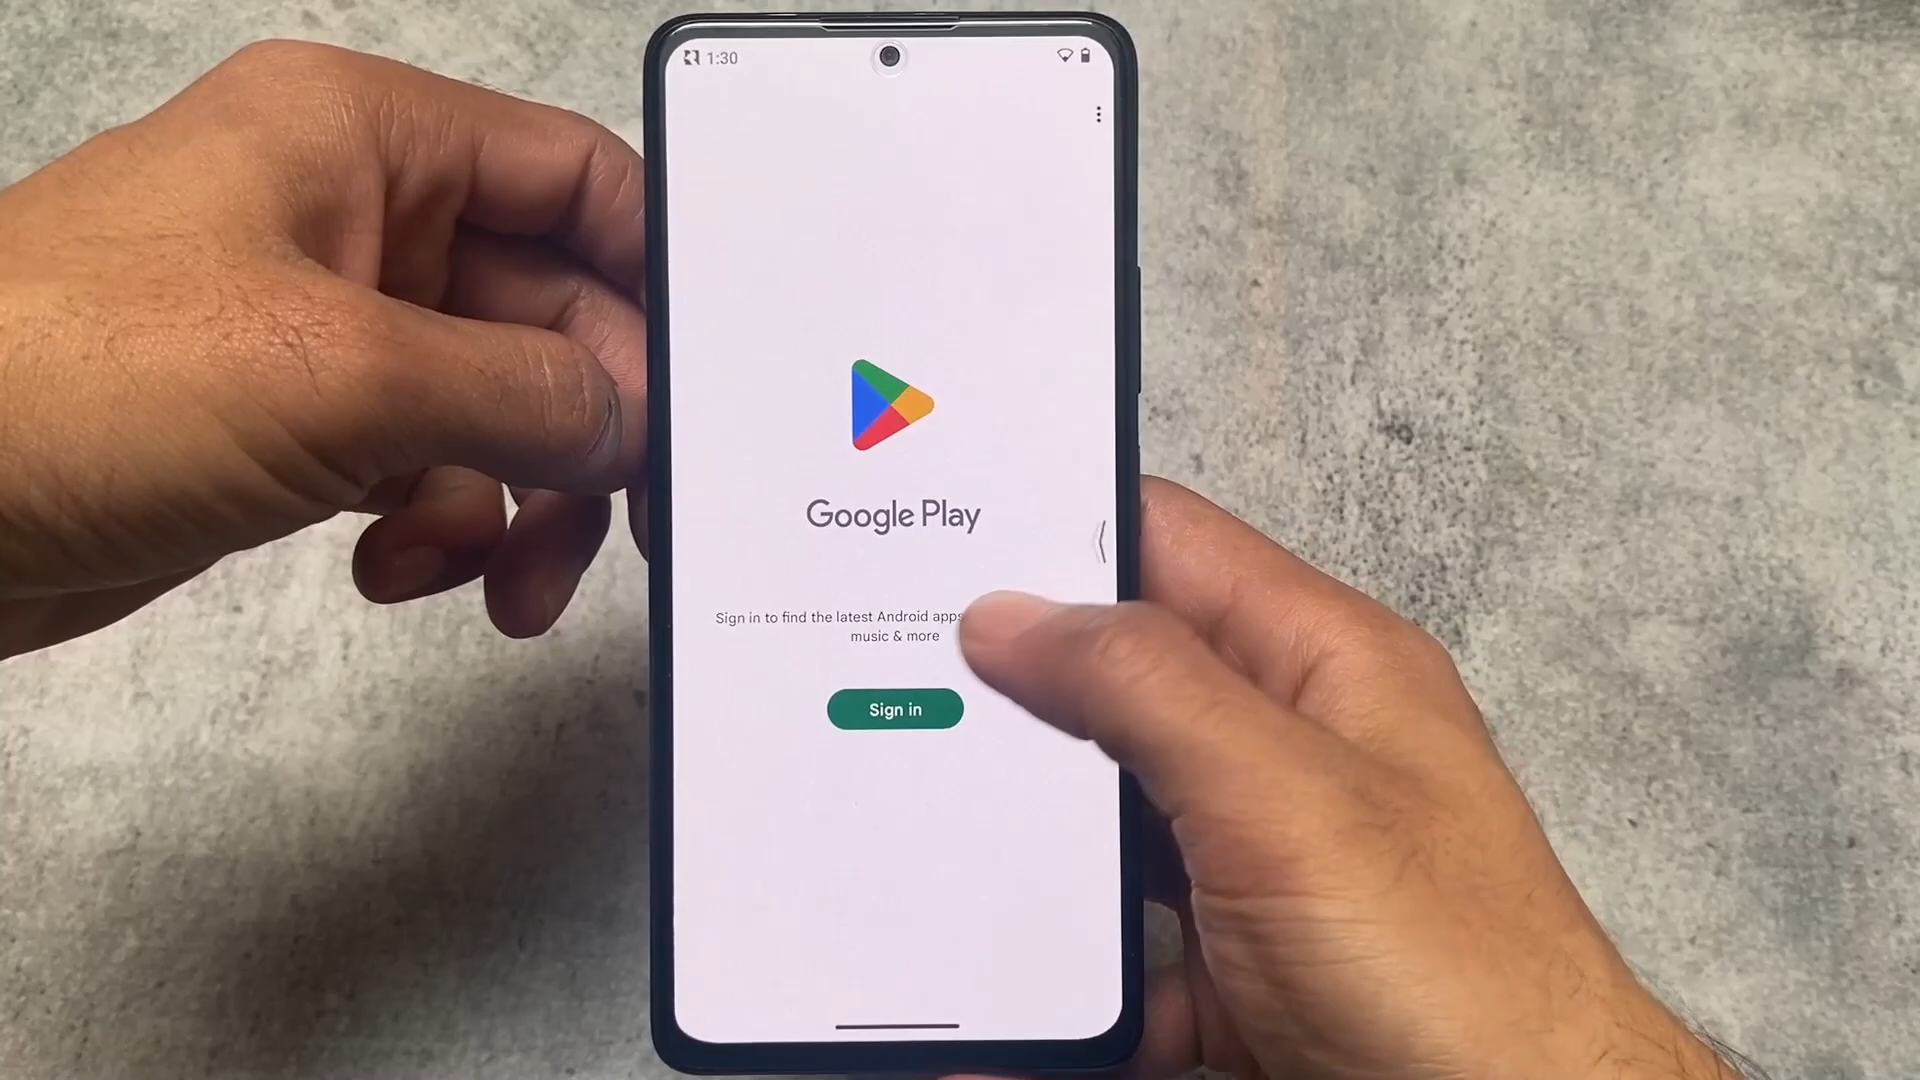 1:30
Google Play
Sign in to find the latest Android apps
music & more
Sign in